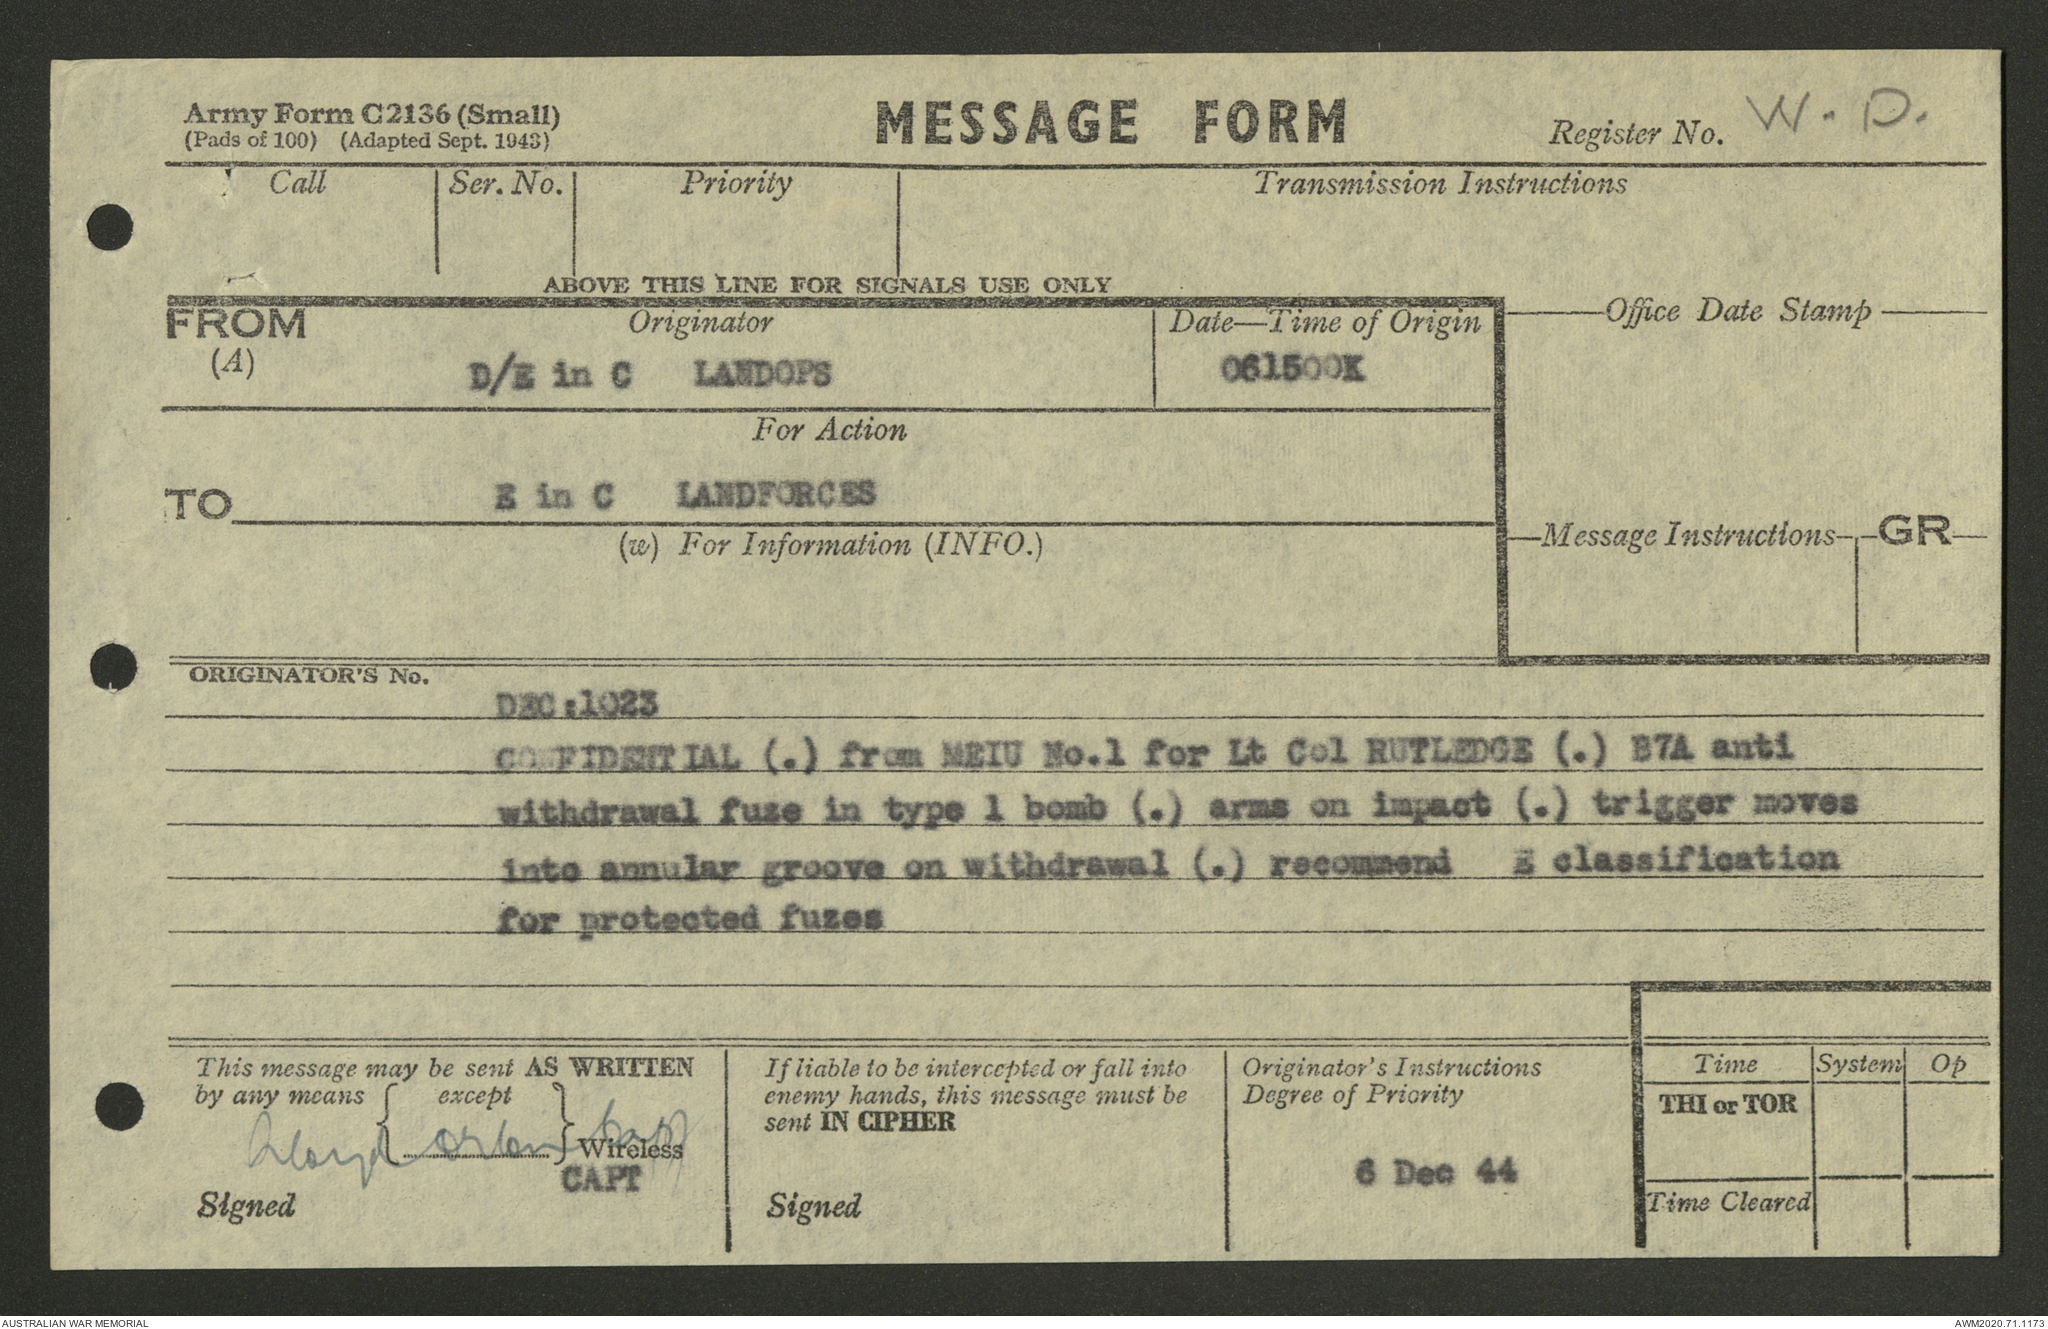 Army Form C2136 (Small)
(Pads of 100) (Adapted Sept. 1943)
MESSAGE FORM
Register No. W. D.
Call
Ser. No.
Priority
Transmission Instructions
ABOVE THIS LINE FOR SIGNALS USE ONLY
FROM
(A)
Originator
D/E in C LANDOPS
Date—Time of Origin
061500K
Office Date Stamp
For Action
TO
E in C LANDFORCES
(w) For Information (INFO.)
Message Instructions
GR
ORIGINATOR'S No.
DEC:1023
CONFIDENTIAL (.) from MEIU No.1 for Lt Col RUTLEDGE (.) B7A anti
withdrawal fuze in type 1 bomb (.) arms on impact (.) trigger moves
into annular groove on withdrawal (.) recommend E classification
for protected fuzes
This message may be sent AS WRITTEN
by any means { except
} Wireless
CAPT
Signed
If liable to be intercepted or fall into
enemy hands, this message must be
sent IN CIPHER
Signed
Originator's Instructions
Degree of Priority
6 Dec 44
Time
System
Op
THI or TOR
Time Cleared
AUSTRALIAN WAR MEMORIAL
AWM2020.71.1173